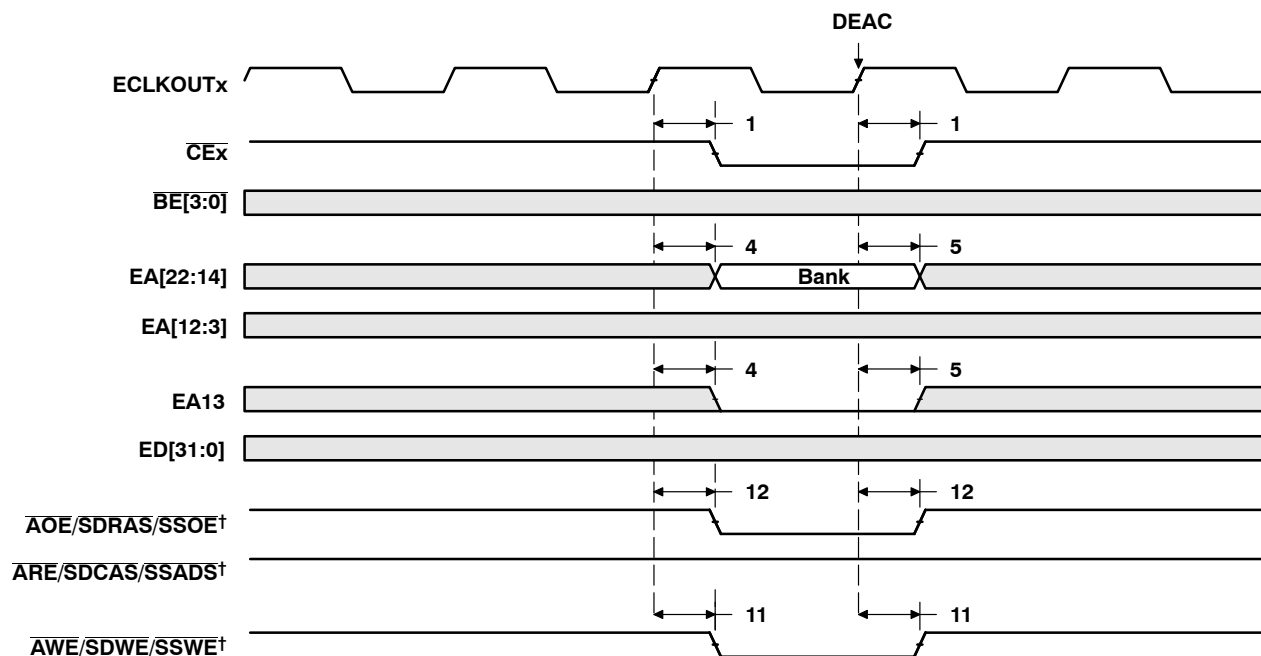 DEAC
ECLKOUTx
1 1
CEx
BE[3:0]
4 5
EA[22:14] Bank
EA[12:3]
4 5
EA13
ED[31:0]
12 12
AOE/SDRAS/SSOE†
ARE/SDCAS/SSADS†
11 11
AWE/SDWE/SSWE†